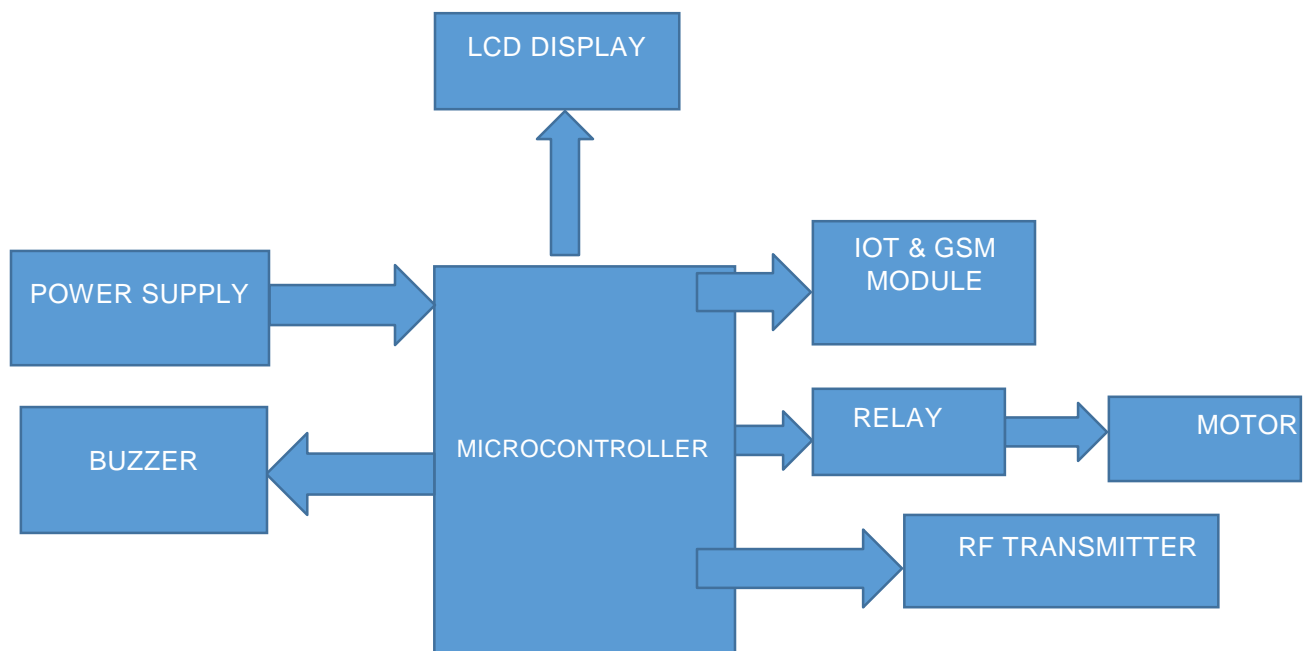 LCD DISPLAY
IOT & GSM
MODULE
POWER SUPPLY
RELAY
MOTOR
BUZZER
MICROCONTROLLER
RF TRANSMITTER